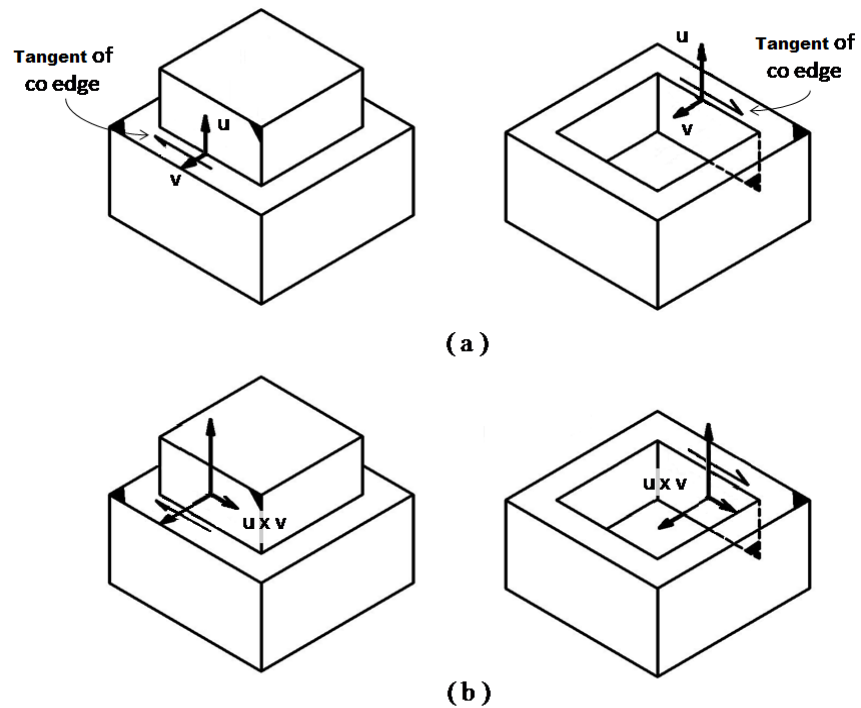 Tangent of
co edge
u
v
u
Tangent of
co edge
v
(a)
u x v
u x v
(b)